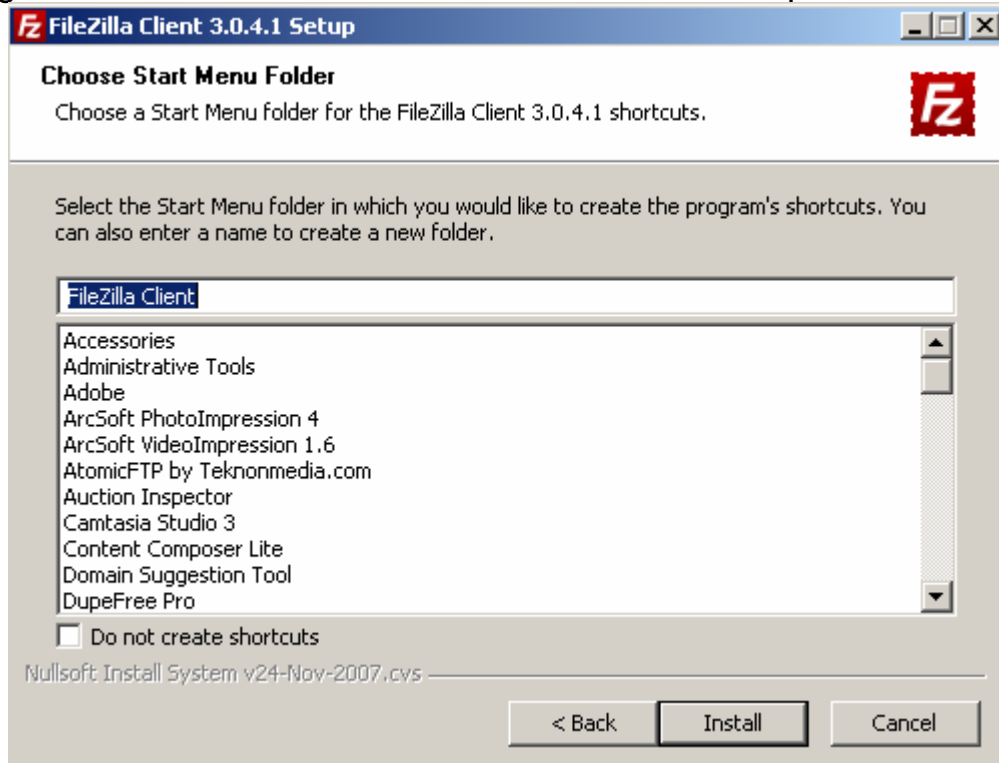 FileZilla Client 3.0.4.1 Setup
Choose Start Menu Folder
Choose a Start Menu folder for the FileZilla Client 3.0.4.1 shortcuts.
Fz
Select the Start Menu folder in which you would like to create the program's shortcuts. You
can also enter a name to create a new folder.
FileZilla Client
Accessories
Administrative Tools
Adobe
ArcSoft PhotoImpression 4
ArcSoft VideoImpression 1.6
AtomicFTP by Teknonmedia.com
Auction Inspector
Camtasia Studio 3
Content Composer Lite
Domain Suggestion Tool
DupeFree Pro
Do not create shortcuts
Nullsoft Install System v24-Nov-2007.cvs
< Back Install Cancel